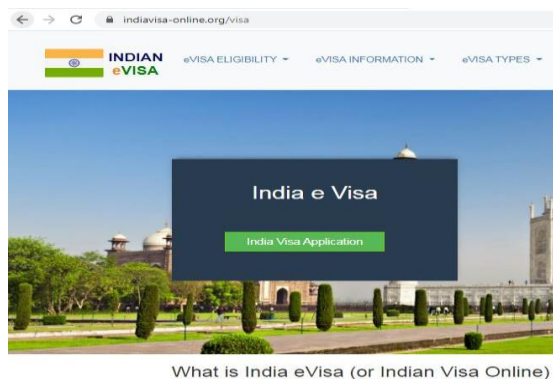 indiavisa-online.org/visa
INDIAN
eVISA
eVISA ELIGIBILITY
eVISA INFORMATION
eVISA TYPES
India e Visa
India Visa Application
What is India eVisa (or Indian Visa Online)